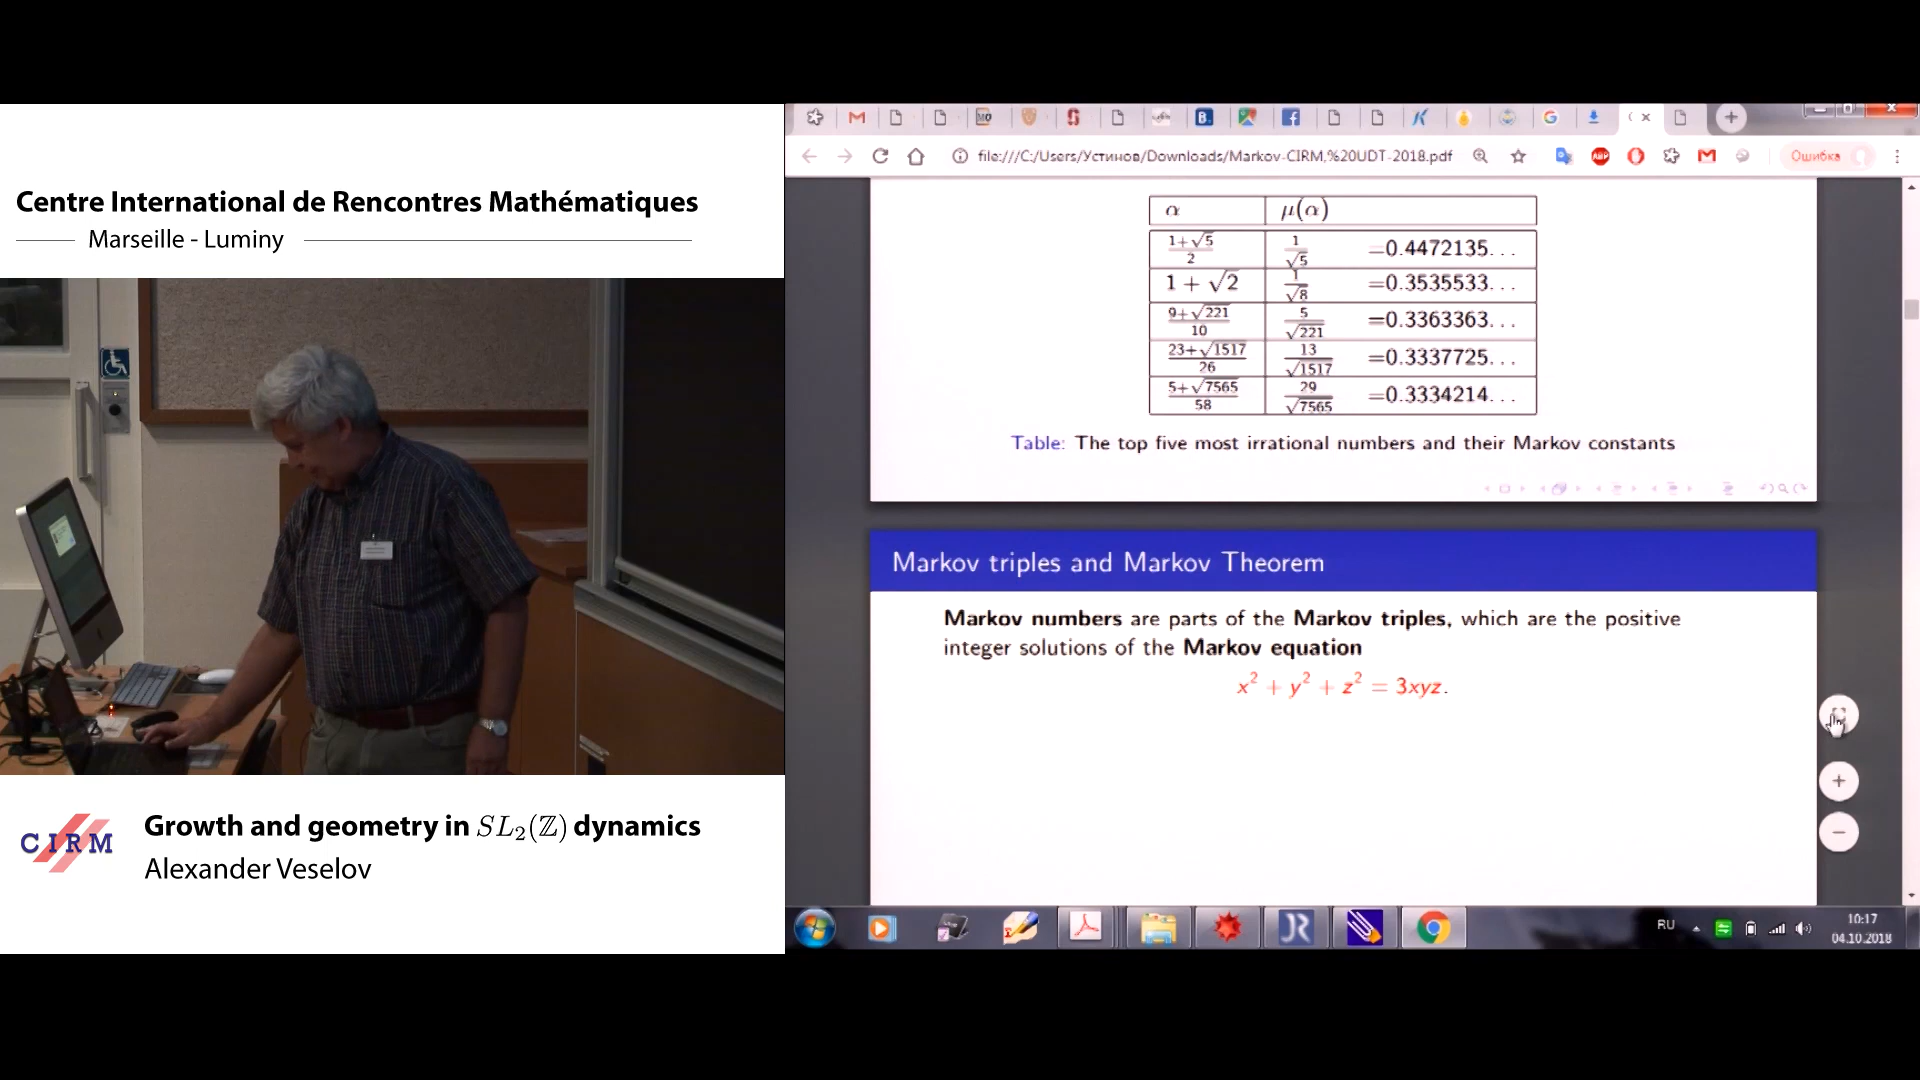 Centre International de Rencontres Mathématiques
Marseille - Luminy
CIRM
Growth and geometry in SL₂(ℤ) dynamics
Alexander Veselov
file:///C:/Users/Устинов/Downloads/Markov-CIRM,%20UDT-2018.pdf
Ошибка
α μ(α)
(1+√5)/2 1/√5 =0.4472135...
1 + √2 1/√8 =0.3535533...
(9+√221)/10 5/√221 =0.3363363...
(23+√1517)/26 13/√1517 =0.3337725...
(5+√7565)/58 29/√7565 =0.3334214...
Table: The top five most irrational numbers and their Markov constants
Markov triples and Markov Theorem
Markov numbers are parts of the Markov triples, which are the positive
integer solutions of the Markov equation
x² + y² + z² = 3xyz.
RU
10:17
04.10.2018